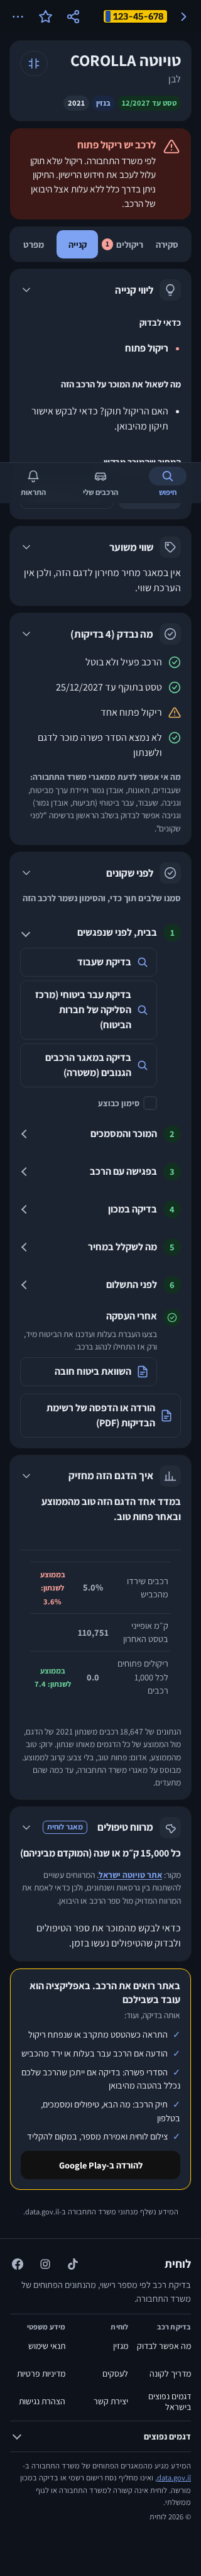 123-45-678
טויוטה COROLLA
לבן
טסט עד 12/2027
בנזין
2021
לרכב יש ריקול פתוח
לפי משרד התחבורה. ריקול שלא תוקן
עלול לעכב את חידוש הרישיון. התיקון
ניתן בדרך כלל ללא עלות אצל היבואן
של הרכב.
סקירה
ריקולים 1
קנייה
מפרט
ליווי קנייה
כדאי לבדוק
ריקול פתוח
מה לשאול את המוכר על הרכב הזה
האם הריקול תוקן? כדאי לבקש אישור
תיקון מהיבואן.
חיפוש
הרכבים שלי
התראות
שווי משוער
אין במאגר מחיר מחירון לדגם הזה, ולכן אין
הערכת שווי.
מה נבדק (4 בדיקות)
הרכב פעיל ולא בוטל
טסט בתוקף עד 25/12/2027
ריקול פתוח אחד
לא נמצא הסדר פשרה מוכר לדגם
ולשנתון
מה אי אפשר לדעת ממאגרי משרד התחבורה:
שעבודים, תאונות, אובדן גמור וירידת ערך מביטוח,
וגניבה. שעבוד, עבר ביטוחי (תביעות, אובדן גמור)
וגניבה אפשר לבדוק בשלב הראשון ברשימה "לפני
שקונים".
לפני שקונים
סמנו שלבים תוך כדי, והסימון נשמר לרכב הזה
1
בבית, לפני שנפגשים
בדיקת שעבוד
בדיקת עבר ביטוחי (מרכז
הסליקה של חברות
הביטוח)
בדיקה במאגר הרכבים
הגנובים (משטרה)
סימון כבוצע
2
המוכר והמסמכים
3
בפגישה עם הרכב
4
בדיקה במכון
5
מה לשקלל במחיר
6
לפני התשלום
אחרי העסקה
בצעו העברת בעלות ועדכנו את הביטוח מיד,
ורק אז התחילו לנהוג ברכב.
השוואת ביטוח חובה
הורדה או הדפסה של רשימת
הבדיקות (PDF)
איך הדגם הזה מחזיק
במדד אחד הדגם הזה טוב מהממוצע
ובאחר פחות טוב.
רכבים שירדו
מהכביש
5.0%
בממוצע
לשנתון:
3.6%
ק״מ אופייני
בטסט האחרון
110,751
ריקולים פתוחים
לכל 1,000
רכבים
0.0
בממוצע
לשנתון: 7.4
הנתונים של 18,647 רכבים משנתון 2021 של הדגם,
מול הממוצע של כל הדגמים מאותו שנתון. ירוק: טוב
מהממוצע, אדום: פחות טוב, בלי צבע: קרוב לממוצע.
מבוסס על מאגרי משרד התחבורה, עד כמה שהם
מתעדים.
מרווח טיפולים
מאגר לוחית
כל 15,000 ק״מ או שנה (המוקדם מביניהם)
מקור: אתר טויוטה ישראל. המרווחים עשויים
להשתנות בין גרסאות ושנתונים, ולכן כדאי לאמת את
המרווח המדויק מול ספר הרכב או היבואן.
כדאי לבקש מהמוכר את ספר הטיפולים
ולבדוק שהטיפולים נעשו בזמן.
באתר רואים את הרכב. באפליקציה הוא
עובד בשבילכם
אותה בדיקה, ועוד:
✓ התראה כשהטסט מתקרב או שנפתח ריקול
✓ הודעה אם הרכב עבר בעלות או ירד מהכביש
✓ הסדרי פשרה: בדיקה אם ייתכן שהרכב שלכם
נכלל בהטבה מהיבואן
✓ תיק הרכב: מה הבא, טיפולים ומסמכים,
בטלפון
✓ צילום לוחית ואמירת מספר, במקום להקליד
להורדה ב-Google Play
המידע נשלף מנתוני משרד התחבורה ב-data.gov.il.
לוחית
בדיקת רכב לפי מספר רישוי, מהנתונים הפתוחים של
משרד התחבורה.
בדיקת רכב
לוחית
מידע משפטי
מה אפשר לבדוק
מגזין
תנאי שימוש
מדריך לקונה
לעסקים
מדיניות פרטיות
דגמים נפוצים
בישראל
יצירת קשר
הצהרת נגישות
דגמים נפוצים
המידע מגיע מהמאגרים הפתוחים של משרד התחבורה ב-
data.gov.il, ואינו מחליף נסח רישום רשמי או בדיקת מכון
מורשה. לוחית אינה קשורה למשרד התחבורה או לגוף
ממשלתי.
© 2026 לוחית